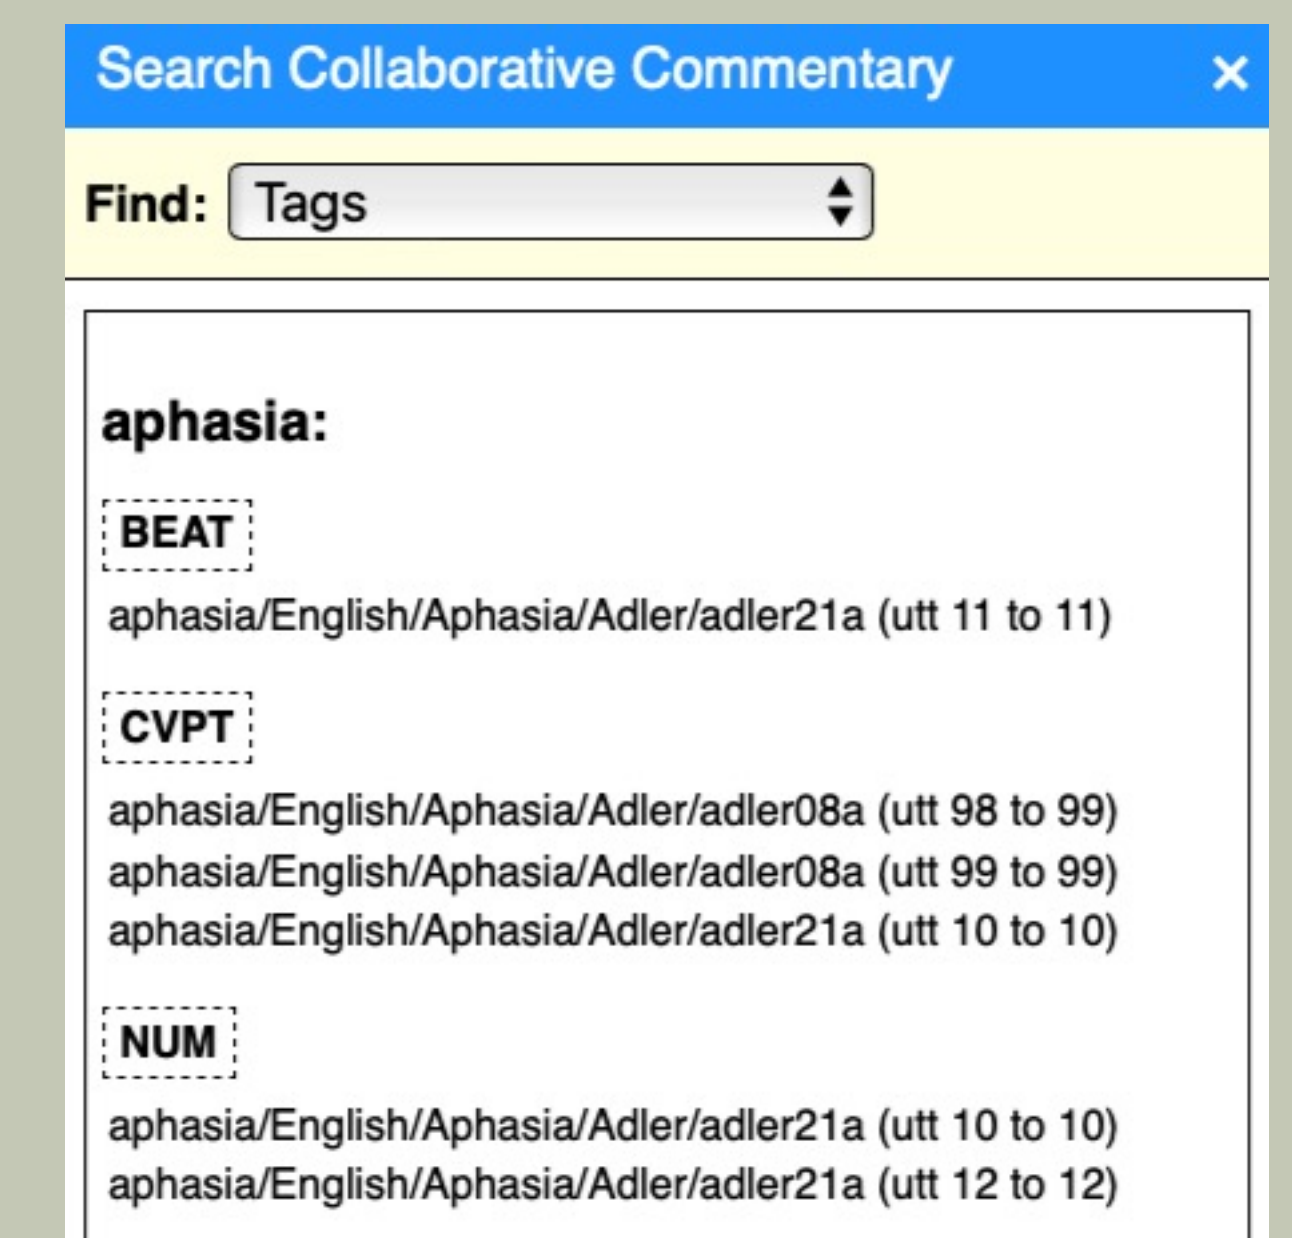 Search Collaborative Commentary ×
Find: Tags
aphasia:
BEAT
aphasia/English/Aphasia/Adler/adler21a (utt 11 to 11)
CVPT
aphasia/English/Aphasia/Adler/adler08a (utt 98 to 99)
aphasia/English/Aphasia/Adler/adler08a (utt 99 to 99)
aphasia/English/Aphasia/Adler/adler21a (utt 10 to 10)
NUM
aphasia/English/Aphasia/Adler/adler21a (utt 10 to 10)
aphasia/English/Aphasia/Adler/adler21a (utt 12 to 12)